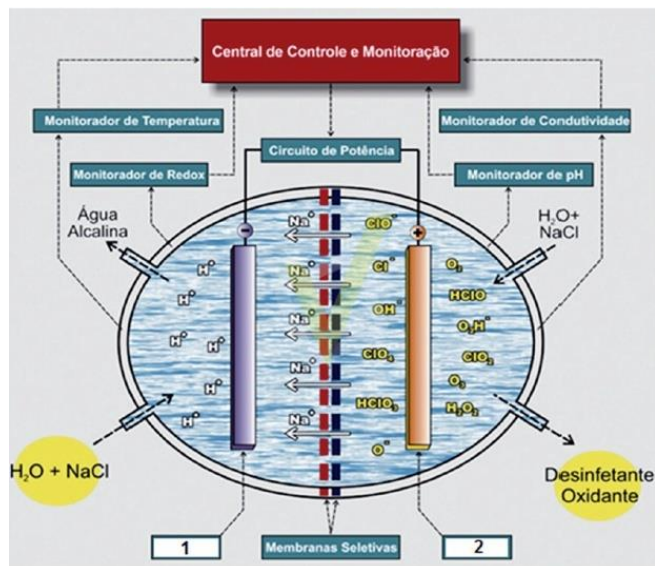 Central de Controle e Monitoração
Monitorador de Temperatura
Monitorador de Condutividade
Circuito de Potência
Monitorador de Redox
Monitorador de pH
Água
Alcalina
H₂O+
NaCl
−
+
Na⁺
Na⁺
Na⁺
Na⁺
Na⁺
H⁺
H⁺
H⁺
H⁺
H⁺
H⁺
ClO⁻
Cl⁻
OH⁻
ClO₄
HClO₃
O⁻
O₂
HClO
O₂H⁻
ClO₂
O₃
H₂O₂
H₂O + NaCl
Desinfetante
Oxidante
1
Membranas Seletivas
2